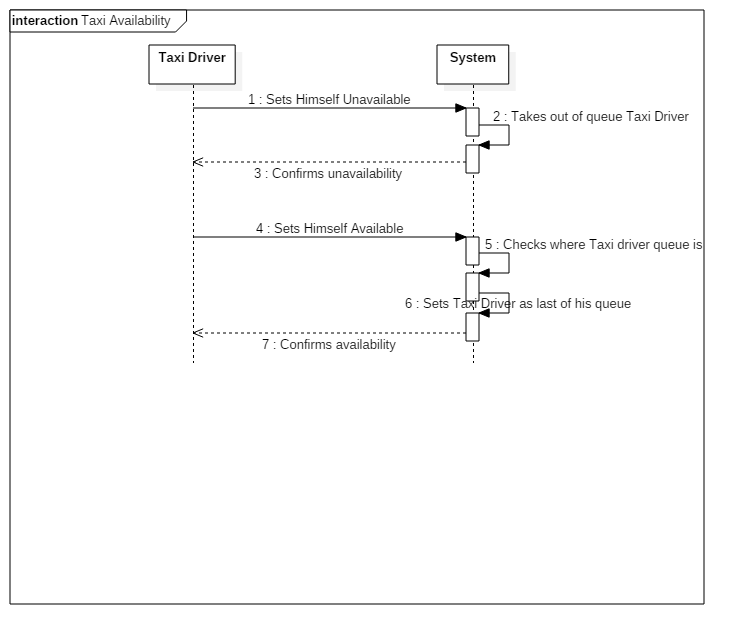 interaction Taxi Availability
Taxi Driver
System
1 : Sets Himself Unavailable
2 : Takes out of queue Taxi Driver
3 : Confirms unavailability
4 : Sets Himself Available
5 : Checks where Taxi driver queue is
6 : Sets Taxi Driver as last of his queue
7 : Confirms availability